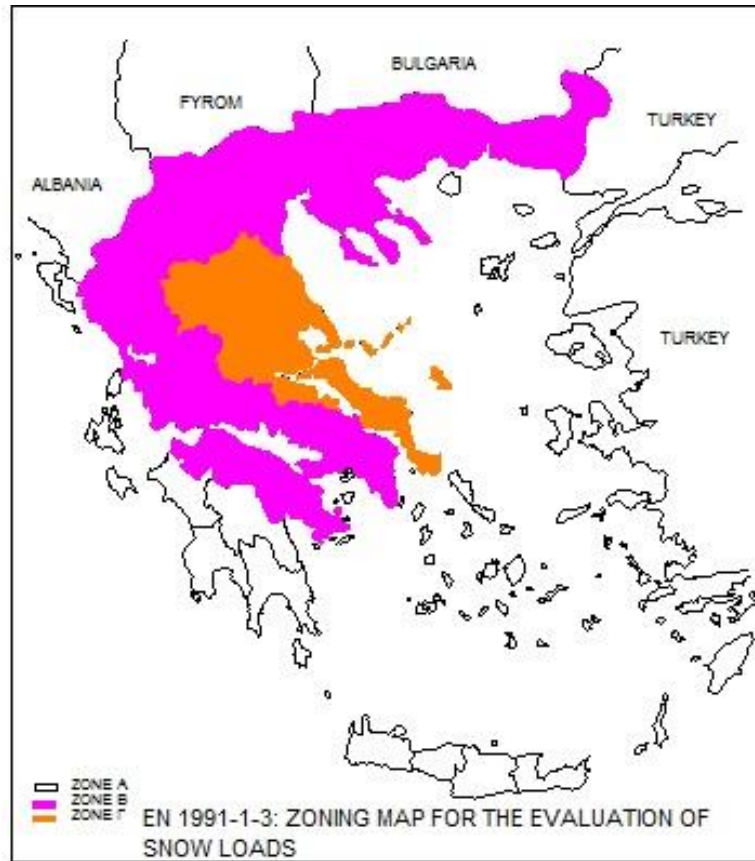 BULGARIA
FYROM
TURKEY
ALBANIA
TURKEY
ZONE A
ZONE B
ZONE Γ
EN 1991-1-3: ZONING MAP FOR THE EVALUATION OF
SNOW LOADS